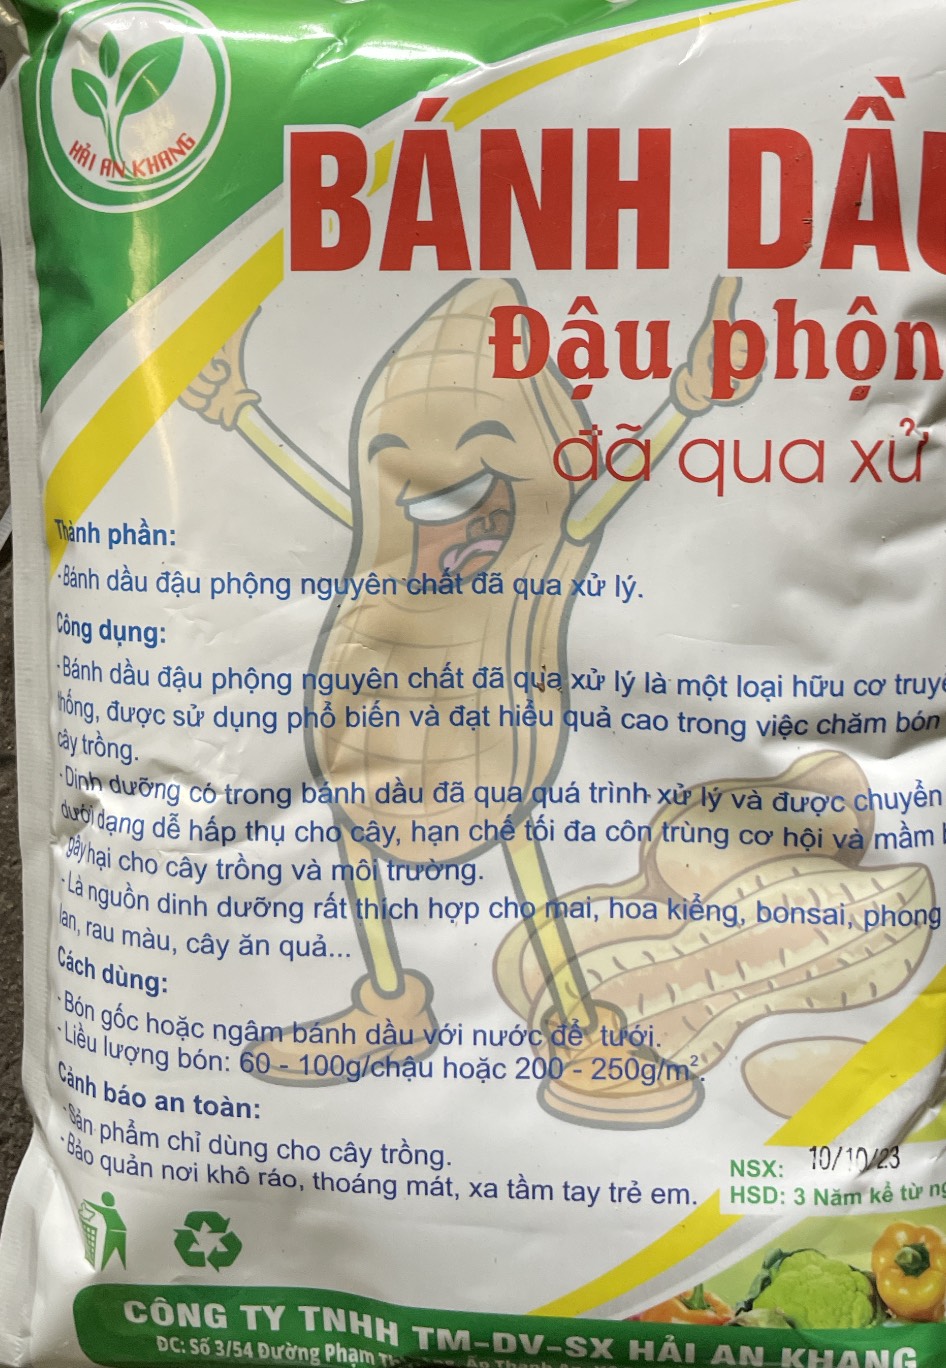 HẢI AN KHANG
BÁNH DẦU
Đậu phộn
đã qua xử
Thành phần:
-Bánh dầu đậu phộng nguyên chất đã qua xử lý.
Công dụng:
-Bánh dầu đậu phộng nguyên chất đã qua xử lý là một loại hữu cơ truyề
thống, được sử dụng phổ biến và đạt hiệu quả cao trong việc chăm bón
cây trồng.
-Dinh dưỡng có trong bánh dầu đã qua quá trình xử lý và được chuyển
dưới dạng dễ hấp thụ cho cây, hạn chế tối đa côn trùng cơ hội và mầm
gây hại cho cây trồng và môi trường.
-Là nguồn dinh dưỡng rất thích hợp cho mai, hoa kiểng, bonsai, phong
lan, rau màu, cây ăn quả...
Cách dùng:
-Bón gốc hoặc ngâm bánh dầu với nước để tưới.
-Liều lượng bón: 60 - 100g/chậu hoặc 200 - 250g/m².
Cảnh báo an toàn:
-Sản phẩm chỉ dùng cho cây trồng.
-Bảo quản nơi khô ráo, thoáng mát, xa tầm tay trẻ em.
NSX: 10/10/23
HSD: 3 Năm kể từ ng
CÔNG TY TNHH TM-DV-SX HẢI AN KHANG
ĐC: Số 3/54 Đường Phạm